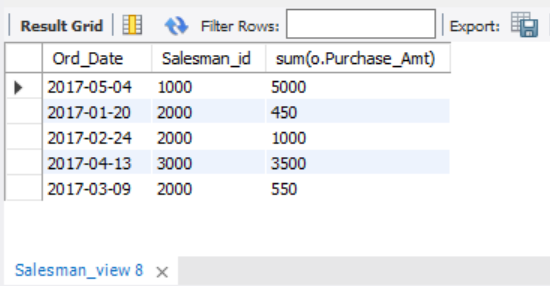 Result Grid Filter Rows: Export:
Ord_Date Salesman_id sum(o.Purchase_Amt)
2017-05-04 1000 5000
2017-01-20 2000 450
2017-02-24 2000 1000
2017-04-13 3000 3500
2017-03-09 2000 550
Salesman_view 8